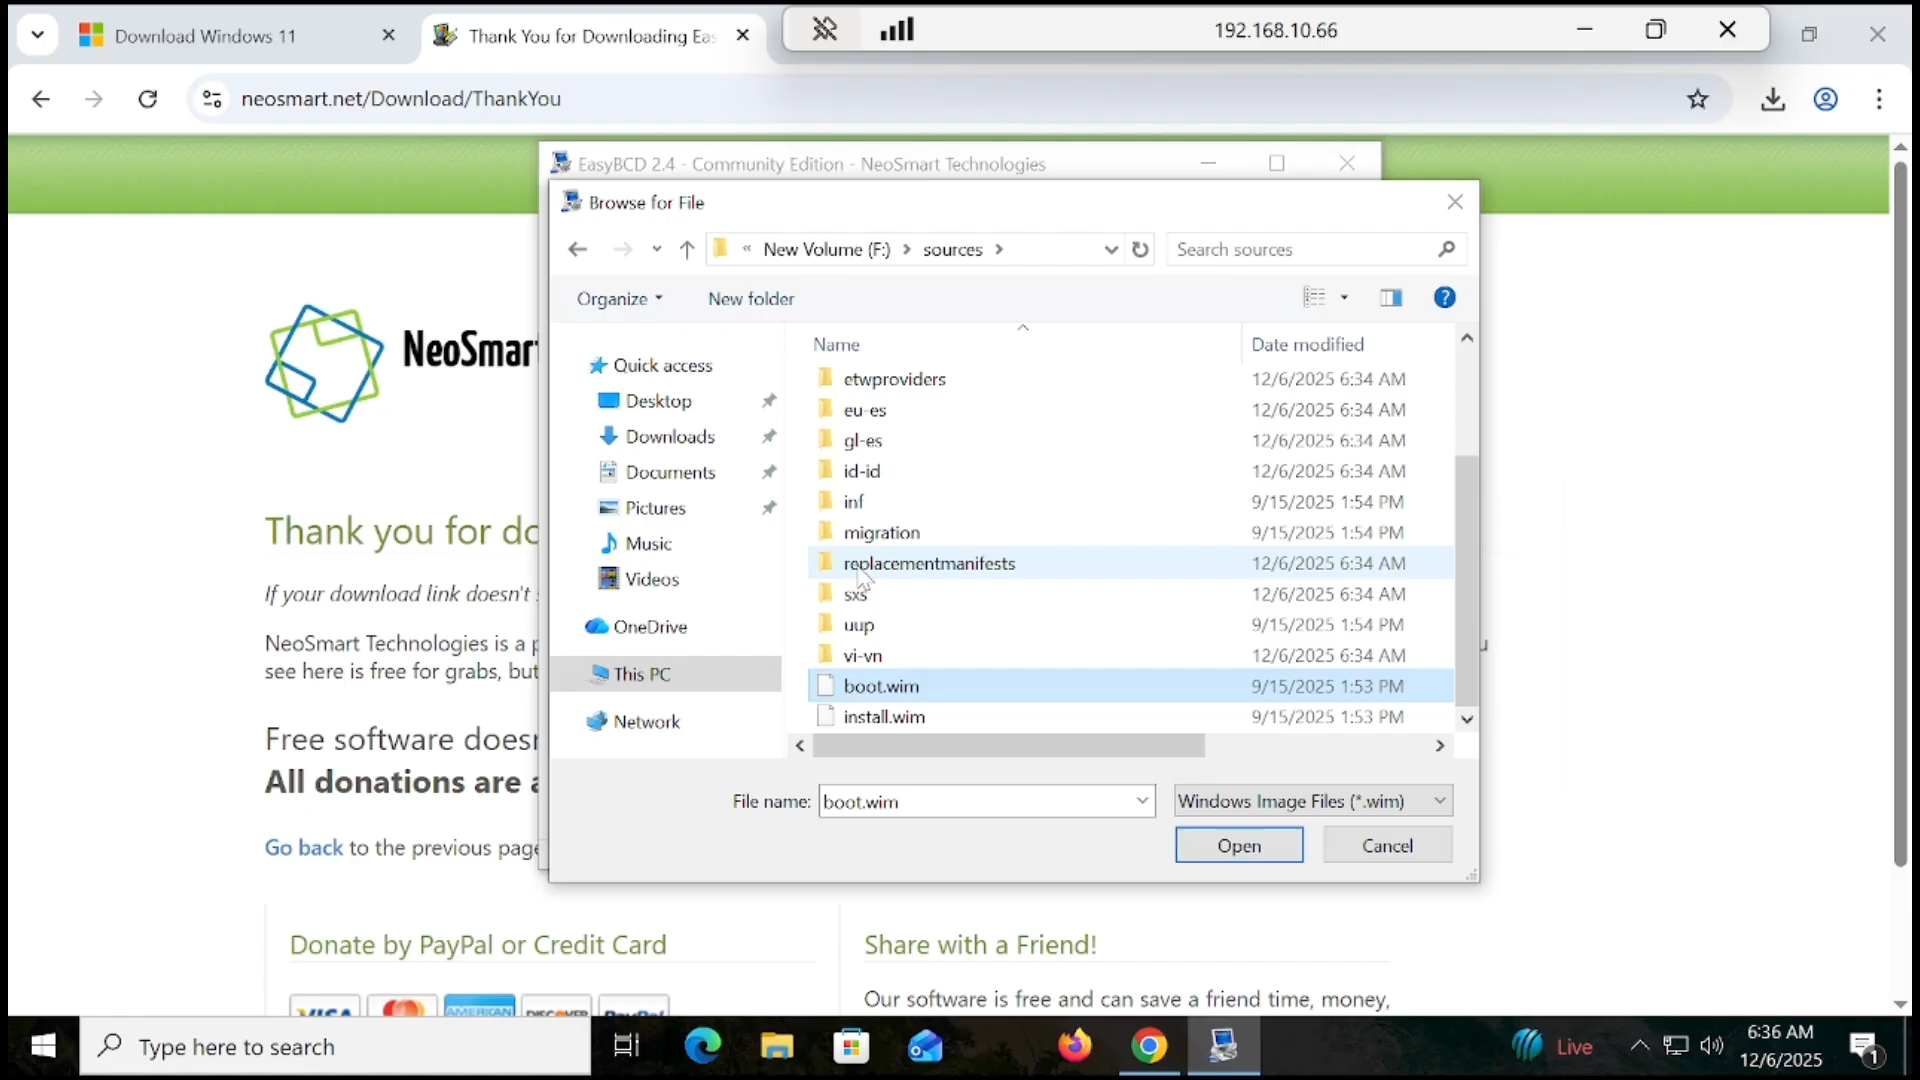 Download Windows 11
Thank You for Downloading Eas
192.168.10.66
neosmart.net/Download/ThankYou
EasyBCD 2.4 - Community Edition - NeoSmart Technologies
Browse for File
« New Volume (F:) > sources >
Search sources
Organize
New folder
Name
Date modified
Quick access
Desktop
Downloads
Documents
Pictures
Music
Videos
OneDrive
This PC
Network
etwproviders 12/6/2025 6:34 AM
eu-es 12/6/2025 6:34 AM
gl-es 12/6/2025 6:34 AM
id-id 12/6/2025 6:34 AM
inf 9/15/2025 1:54 PM
migration 9/15/2025 1:54 PM
replacementmanifests 12/6/2025 6:34 AM
sxs 12/6/2025 6:34 AM
uup 9/15/2025 1:54 PM
vi-vn 12/6/2025 6:34 AM
boot.wim 9/15/2025 1:53 PM
install.wim 9/15/2025 1:53 PM
File name: boot.wim
Windows Image Files (*.wim)
Open
Cancel
NeoSmar
Thank you for do
If your download link doesn't
NeoSmart Technologies is a
see here is free for grabs, but
Free software does
All donations are
Go back to the previous page
Donate by PayPal or Credit Card
Share with a Friend!
Our software is free and can save a friend time, money,
VISA
AMERICAN
DISCOVER
PayPal
Type here to search
Live
6:36 AM
12/6/2025
1